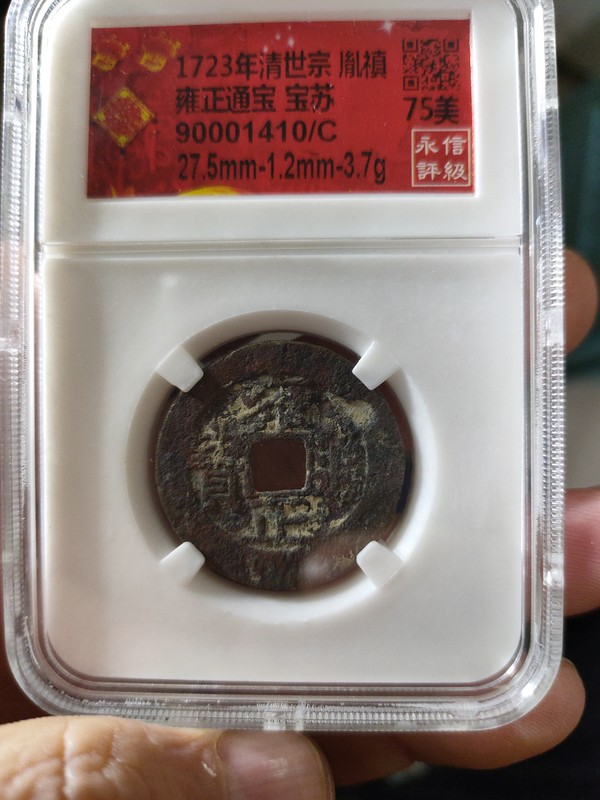 1723年清世宗 胤禛
雍正通宝 宝苏
75美
90001410/C
27.5mm-1.2mm-3.7g
永信
評級